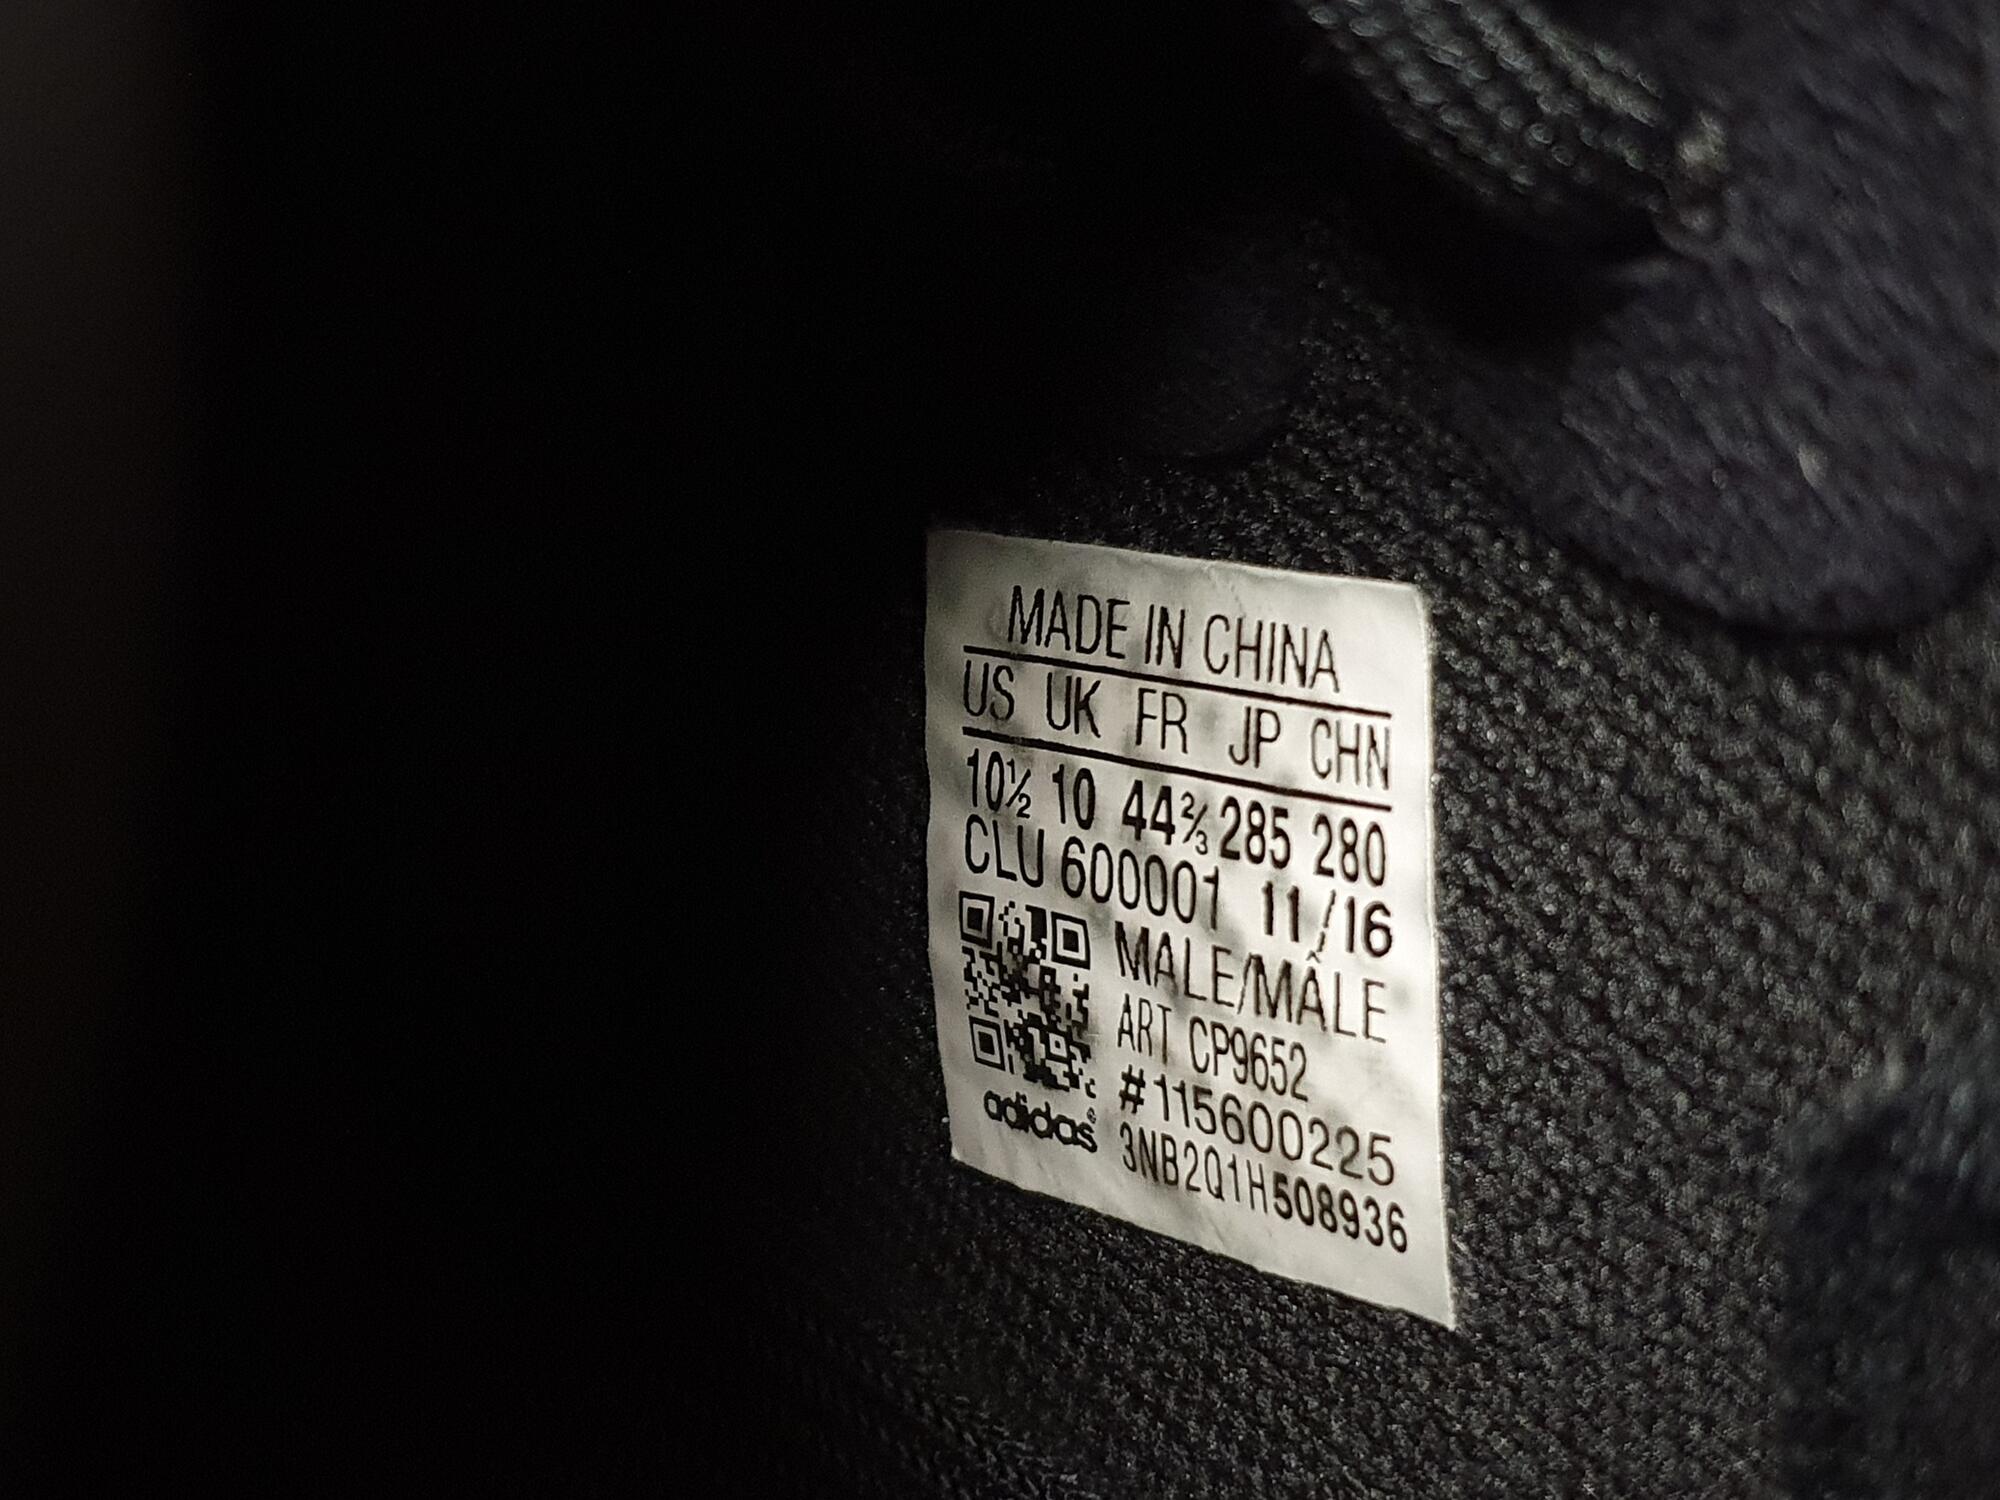 MADE IN CHINA
US UK FR JP CHN
10½ 10 44⅔ 285 280
CLU 600001 11/16
MALE/MÂLE
ART CP9652
#115600225
3NB2Q1H508936
adidas®